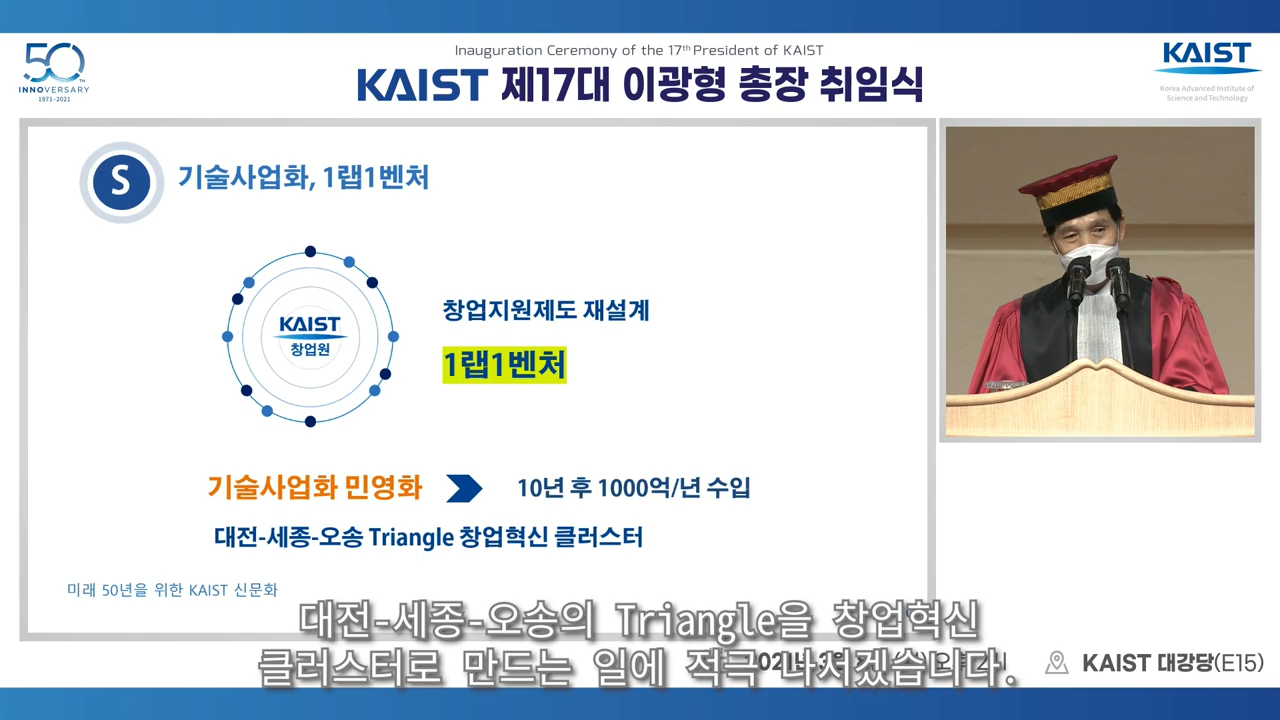 50TH
INNOVERSARY
1971-2021
Inauguration Ceremony of the 17th President of KAIST
KAIST 제17대 이광형 총장 취임식
KAIST
Korea Advanced Institute of
Science and Technology
S 기술사업화, 1랩1벤처
KAIST
창업원
창업지원제도 재설계
1랩1벤처
기술사업화 민영화 10년 후 1000억/년 수입
대전-세종-오송 Triangle 창업혁신 클러스터
미래 50년을 위한 KAIST 신문화
대전-세종-오송의 Triangle을 창업혁신
클러스터로 만드는 일에 적극 나서겠습니다.
KAIST 대강당(E15)